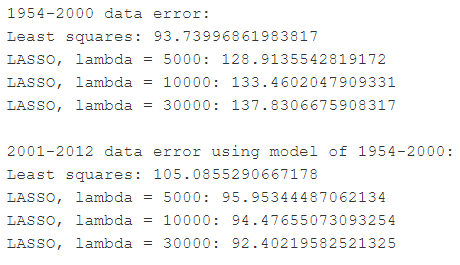 1954-2000 data error:
Least squares: 93.73996861983817
LASSO, lambda = 5000: 128.9135542819172
LASSO, lambda = 10000: 133.4602047909331
LASSO, lambda = 30000: 137.8306675908317
2001-2012 data error using model of 1954-2000:
Least squares: 105.0855290667178
LASSO, lambda = 5000: 95.95344487062134
LASSO, lambda = 10000: 94.47655073093254
LASSO, lambda = 30000: 92.40219582521325